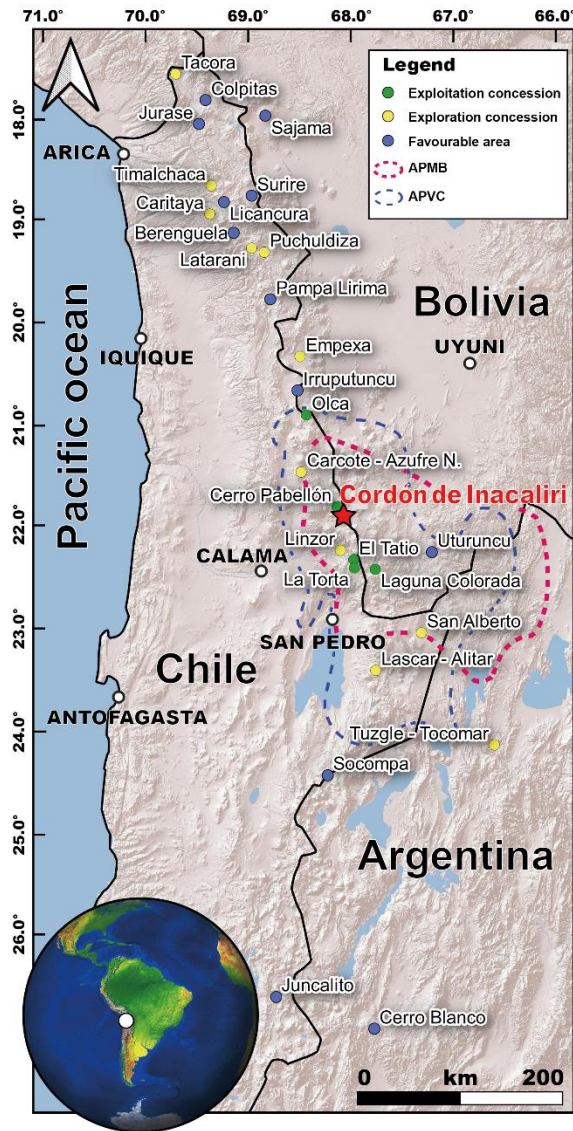 71.0° 70.0° 69.0° 68.0° 67.0° 66.0°
18.0°
19.0°
20.0°
21.0°
22.0°
23.0°
24.0°
25.0°
26.0°
Legend
Exploitation concession
Exploration concession
Favourable area
APMB
APVC
Tacora
Colpitas
Jurase
Sajama
ARICA
Timalchaca
Surire
Caritaya
Licancura
Berenguela
Puchuldiza
Latarani
Pampa Lirima
Bolivia
Pacific ocean
Empexa
UYUNI
IQUIQUE
Irruputuncu
Olca
Carcote - Azufre N.
Cerro Pabellón
Cordón de Inacaliri
Linzor
El Tatio
Uturuncu
CALAMA
La Torta
Laguna Colorada
San Alberto
SAN PEDRO
Chile
Lascar - Alitar
ANTOFAGASTA
Tuzgle - Tocomar
Socompa
Argentina
Juncalito
Cerro Blanco
0 km 200